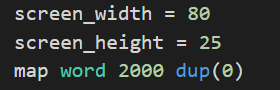 screen_width = 80
screen_height = 25
map word 2000 dup(0)